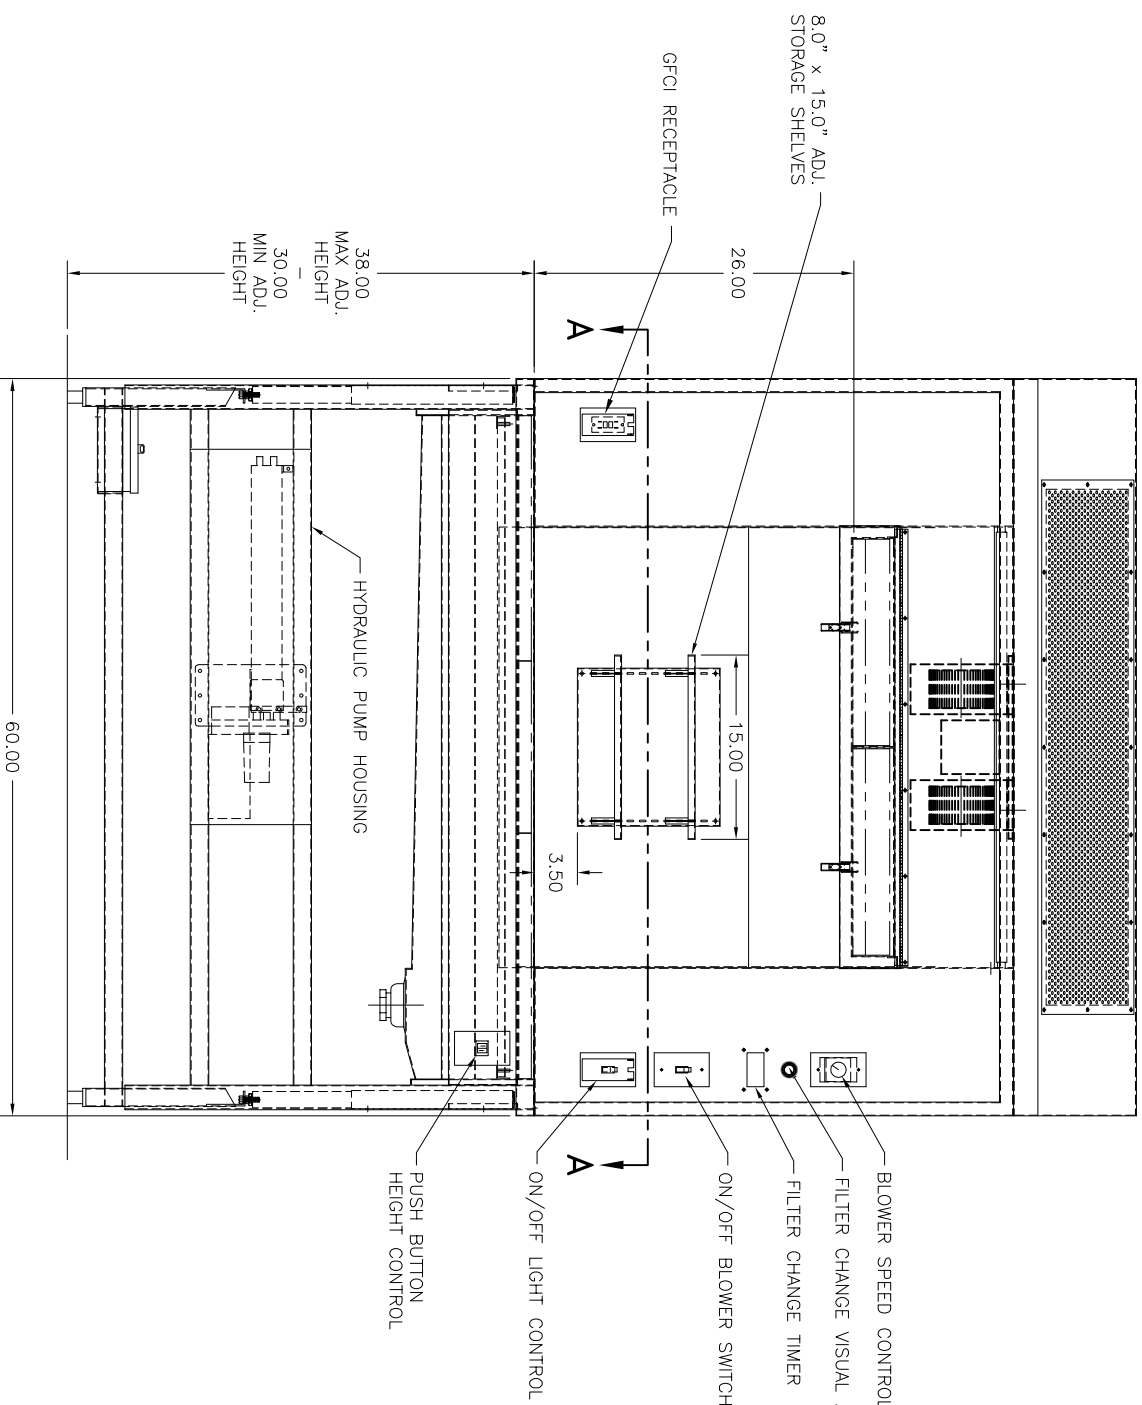 8.0" x 15.0" ADJ.
STORAGE SHELVES
GFCI RECEPTACLE
26.00
38.00
MAX ADJ.
HEIGHT
-
30.00
MIN ADJ.
HEIGHT
A
15.00
3.50
HYDRAULIC PUMP HOUSING
60.00
BLOWER SPEED CONTROL
FILTER CHANGE VISUAL
FILTER CHANGE TIMER
ON/OFF BLOWER SWITCH
A
ON/OFF LIGHT CONTROL
PUSH BUTTON
HEIGHT CONTROL